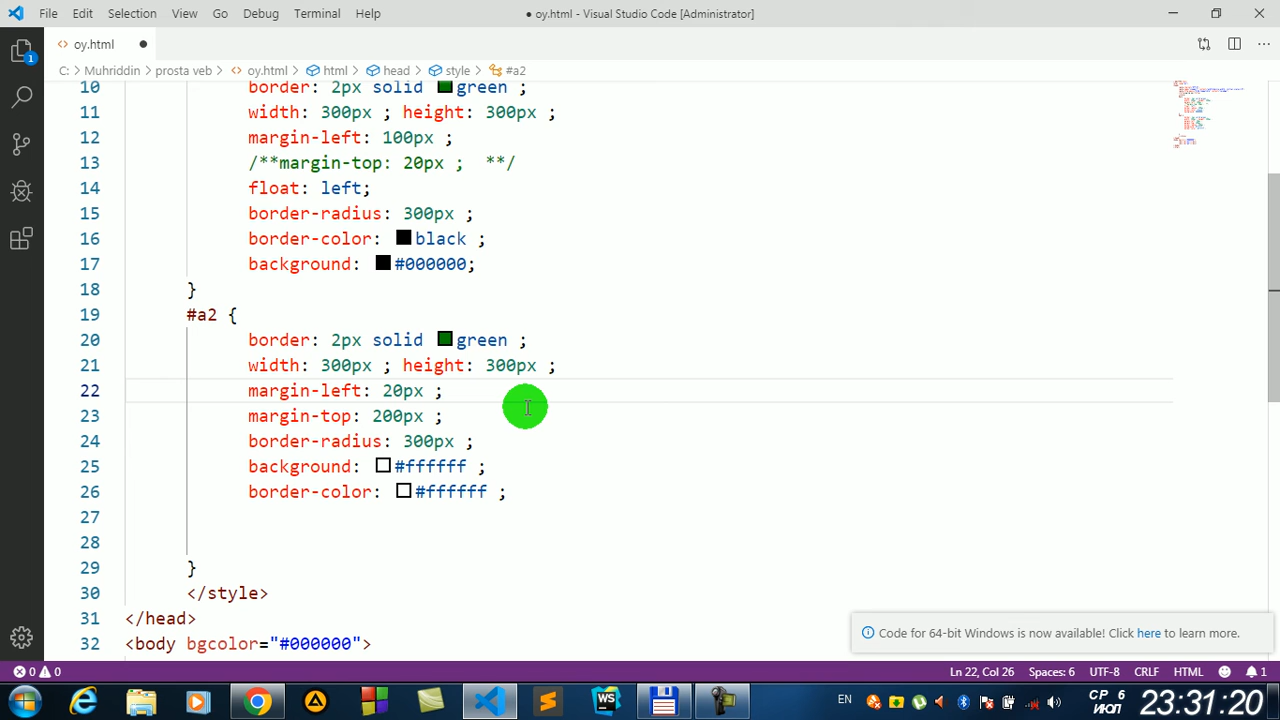 File Edit Selection View Go Debug Terminal Help ● oy.html - Visual Studio Code [Administrator]
oy.html
C: > Muhriddin > prosta veb > oy.html > html > head > style > #a2
10 border: 2px solid green ;
11 width: 300px ; height: 300px ;
12 margin-left: 100px ;
13 /**margin-top: 20px ;  **/
14 float: left;
15 border-radius: 300px ;
16 border-color: black ;
17 background: #000000;
18 }
19 #a2 {
20 border: 2px solid green ;
21 width: 300px ; height: 300px ;
22 margin-left: 20px ;
23 margin-top: 200px ;
24 border-radius: 300px ;
25 background: #ffffff ;
26 border-color: #ffffff ;
27
28
29 }
30 </style>
31 </head>
32 <body bgcolor="#000000">
1
Code for 64-bit Windows is now available! Click here to learn more.
0 0 Ln 22, Col 26 Spaces: 6 UTF-8 CRLF HTML 1
WS
EN
СР 6
ИЮЛ
23:31:20